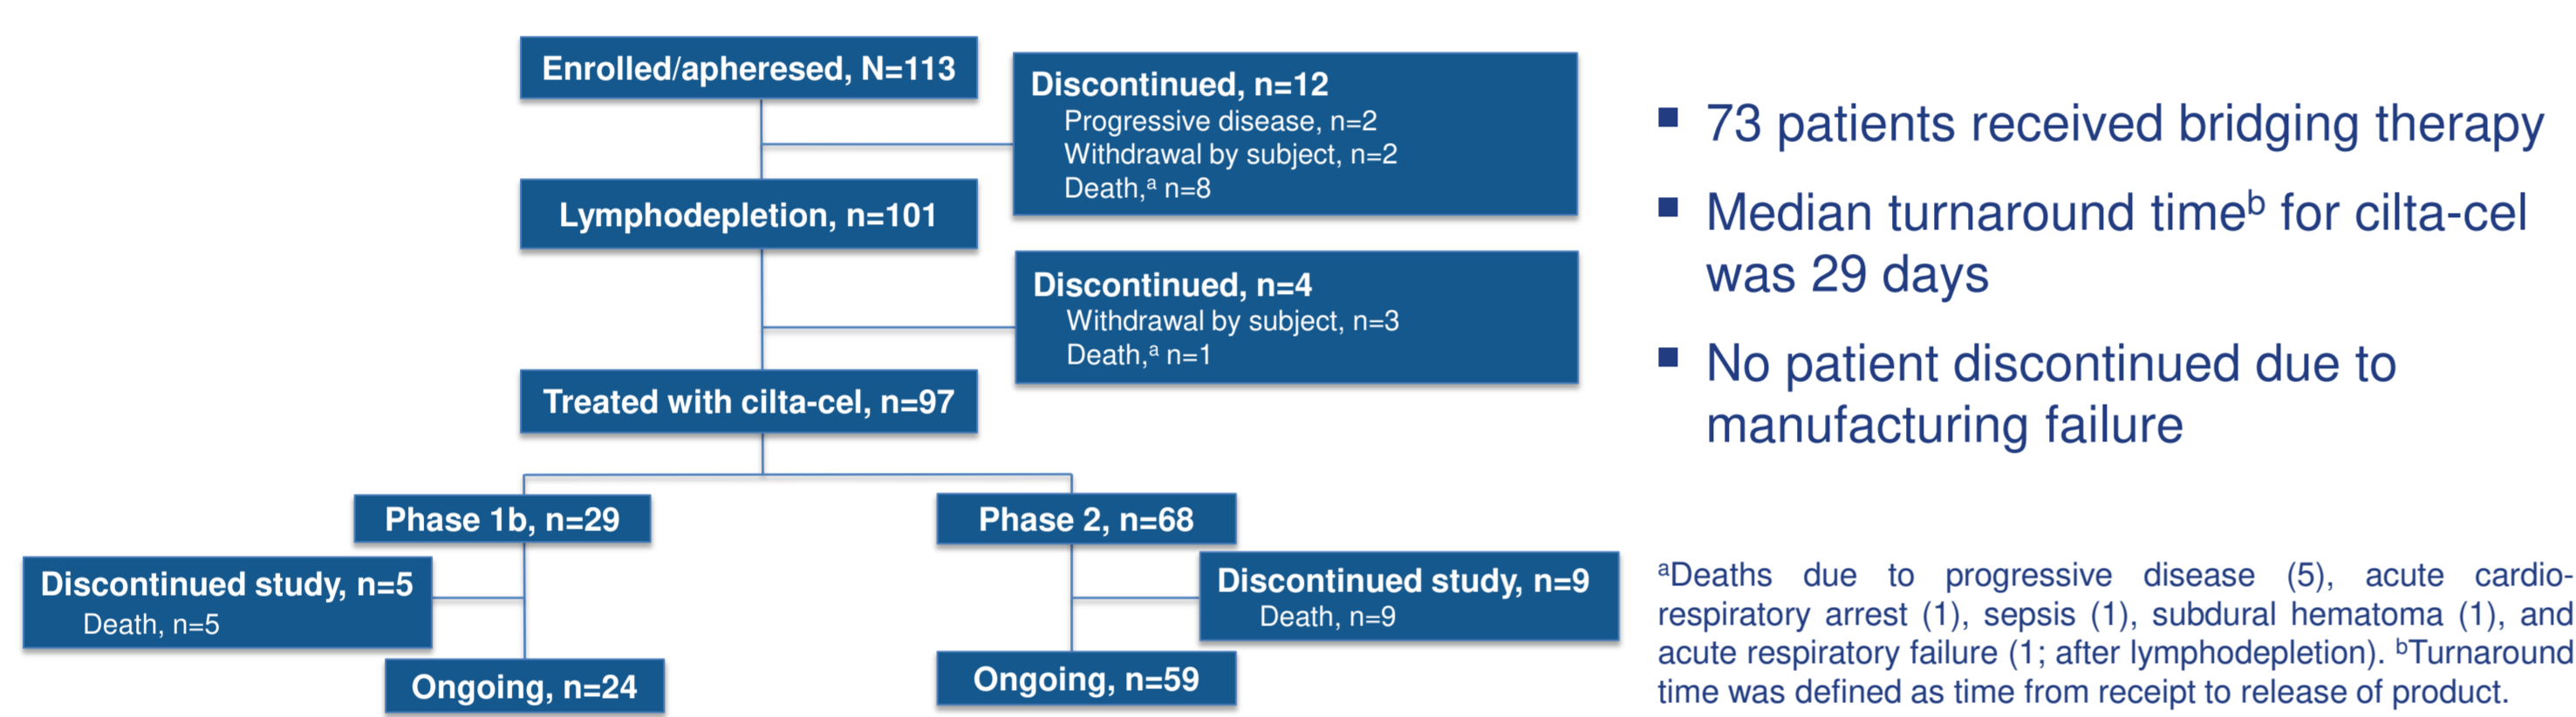 Enrolled/apheresed, N=113
Discontinued, n=12
Progressive disease, n=2
Withdrawal by subject, n=2
Death,ᵃ n=8
Lymphodepletion, n=101
Discontinued, n=4
Withdrawal by subject, n=3
Death,ᵃ n=1
Treated with cilta-cel, n=97
Phase 1b, n=29
Phase 2, n=68
Discontinued study, n=5
Death, n=5
Discontinued study, n=9
Death, n=9
Ongoing, n=24
Ongoing, n=59
▪ 73 patients received bridging therapy
▪ Median turnaround timeᵇ for cilta-cel
was 29 days
▪ No patient discontinued due to
manufacturing failure
ᵃDeaths due to progressive disease (5), acute cardio-
respiratory arrest (1), sepsis (1), subdural hematoma (1), and
acute respiratory failure (1; after lymphodepletion). ᵇTurnaround
time was defined as time from receipt to release of product.